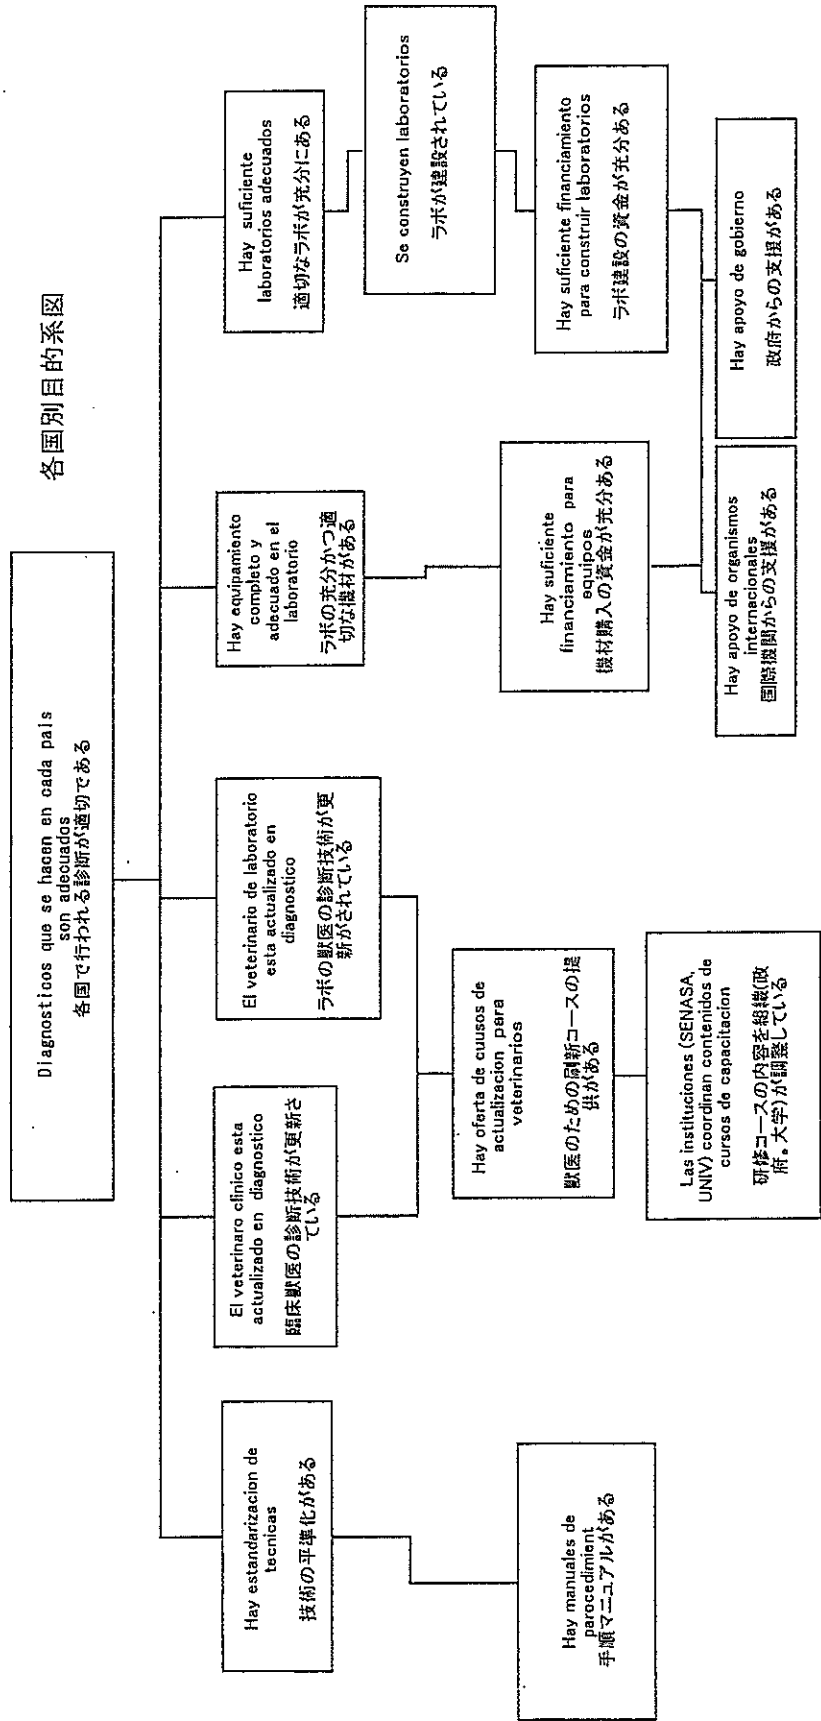 各国別目的系図
Diagnosticos que se hacen en cada pais
son adecuados
各国で行われる診断が適切である
Hay estandarizacion de
tecnicas
技術の平準化がある
El veterinaro clinico esta
actualizado en diagnostico
臨床獣医の診断技術が更新さ
ている
El veterinario de laboratorio
esta actualizado en
diagnostico
ラボの獣医の診断技術が更
新がされている
Hay equipamiento
completo y
adecuado en el
laboratorio
ラボの充分かつ適
切な機材がある
Hay suficiente
laboratorios adecuados
適切なラボが充分にある
Se construyen laboratorios
ラボが建設されている
Hay manuales de
parocedimient
手順マニュアルがある
Hay oferta de cuusos de
actualizacion para
veterinarios
獣医のための刷新コースの提
供がある
Hay suficiente
financiamiento para
equipos
機材購入の資金が充分ある
Hay suficiente financiamiento
para construir laboratorios
ラボ建設の資金が充分ある
Las instituciones (SENASA,
UNIV) coordinan contenidos de
cursos de capacitacion
研修コースの内容を組織(政
府。大学)が調整している
Hay apoyo de organismos
internacionales
国際機関からの支援がある
Hay apoyo de gobierno
政府からの支援がある